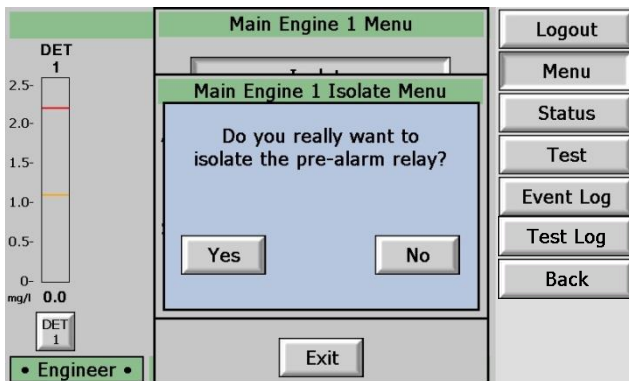 Main Engine 1 Menu
DET
1
2.5-
2.0-
1.5-
1.0-
0.5-
0-
mg/l 0.0
DET
1
• Engineer •
Main Engine 1 Isolate Menu
Do you really want to
isolate the pre-alarm relay?
Yes No
Exit
Logout
Menu
Status
Test
Event Log
Test Log
Back